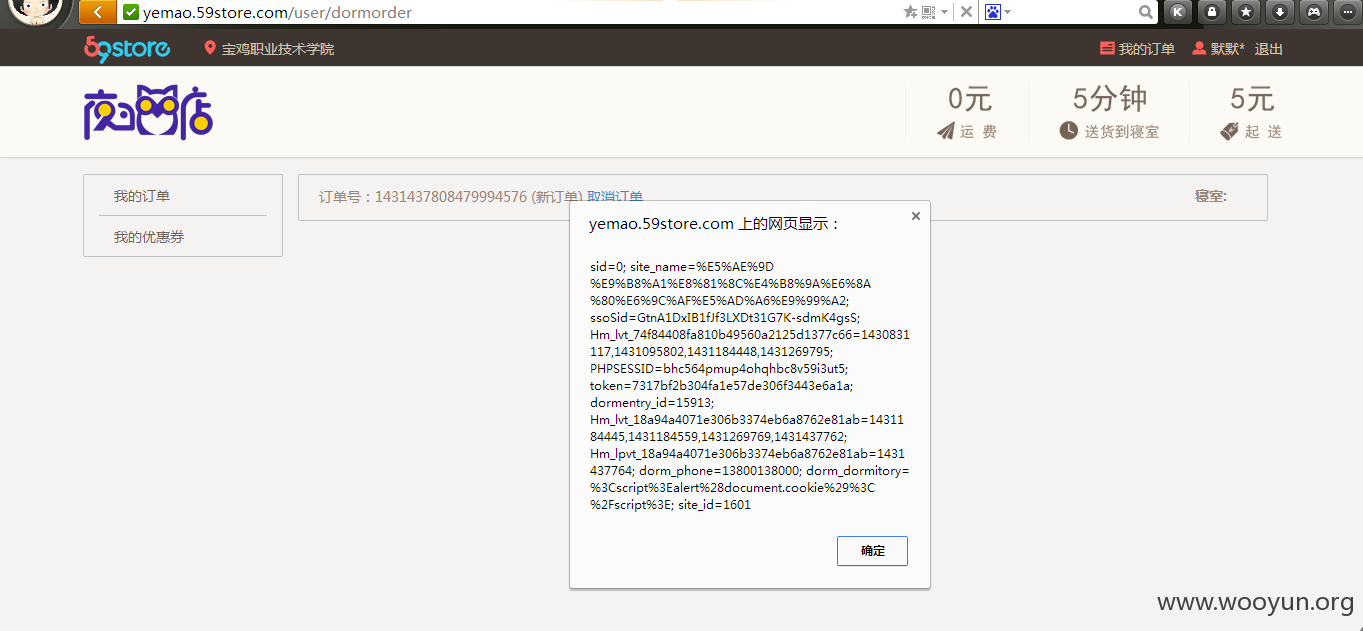 yemao.59store.com/user/dormorder
K
59store
宝鸡职业技术学院
我的订单
默默*
退出
夜猫店
0元
运 费
5分钟
送货到寝室
5元
起 送
我的订单
我的优惠券
订单号：1431437808479994576 (新订单) 取消订单
寝室:
yemao.59store.com 上的网页显示：
sid=0; site_name=%E5%AE%9D
%E9%B8%A1%E8%81%8C%E4%B8%9A%E6%8A
%80%E6%9C%AF%E5%AD%A6%E9%99%A2;
ssoSid=GtnA1DxIB1fJf3LXDt31G7K-sdmK4gsS;
Hm_lvt_74f84408fa810b49560a2125d1377c66=1430831
117,1431095802,1431184448,1431269795;
PHPSESSID=bhc564pmup4ohqhbc8v59i3ut5;
token=7317bf2b304fa1e57de306f3443e6a1a;
dormentry_id=15913;
Hm_lvt_18a94a4071e306b3374eb6a8762e81ab=14311
84445,1431184559,1431269769,1431437762;
Hm_lpvt_18a94a4071e306b3374eb6a8762e81ab=1431
437764; dorm_phone=13800138000; dorm_dormitory=
%3Cscript%3Ealert%28document.cookie%29%3C
%2Fscript%3E; site_id=1601
确定
www.wooyun.org